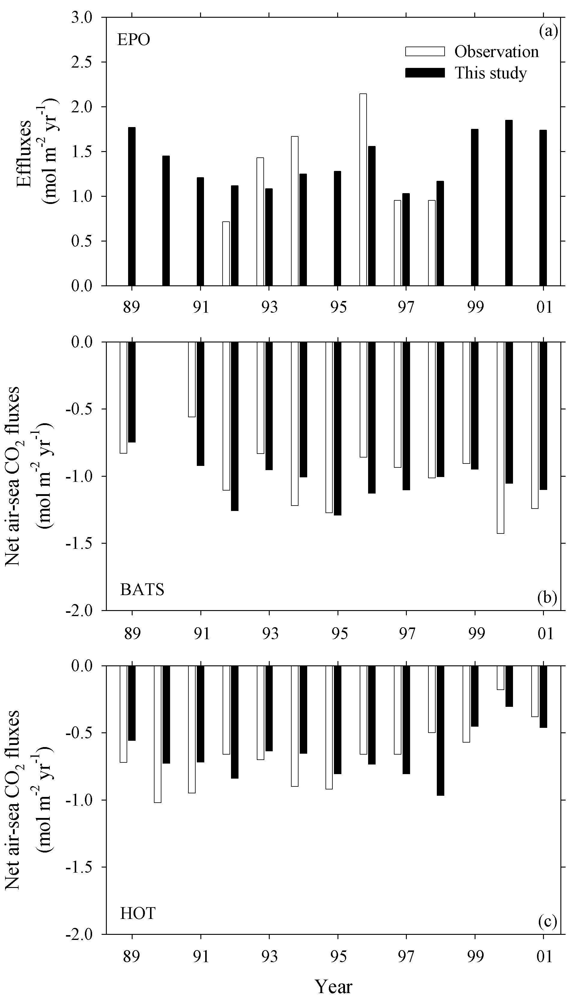 3.0
EPO
(a)
Observation
This study
2.5
2.0
1.5
1.0
0.5
0.0
Effluxes
(mol m-2 yr-1)
89 91 93 95 97 99 01
0.0
-0.5
-1.0
-1.5
-2.0
Net air-sea CO2 fluxes
(mol m-2 yr-1)
BATS
(b)
89 91 93 95 97 99 01
0.0
-0.5
-1.0
-1.5
-2.0
Net air-sea CO2 fluxes
(mol m-2 yr-1)
HOT
(c)
89 91 93 95 97 99 01
Year